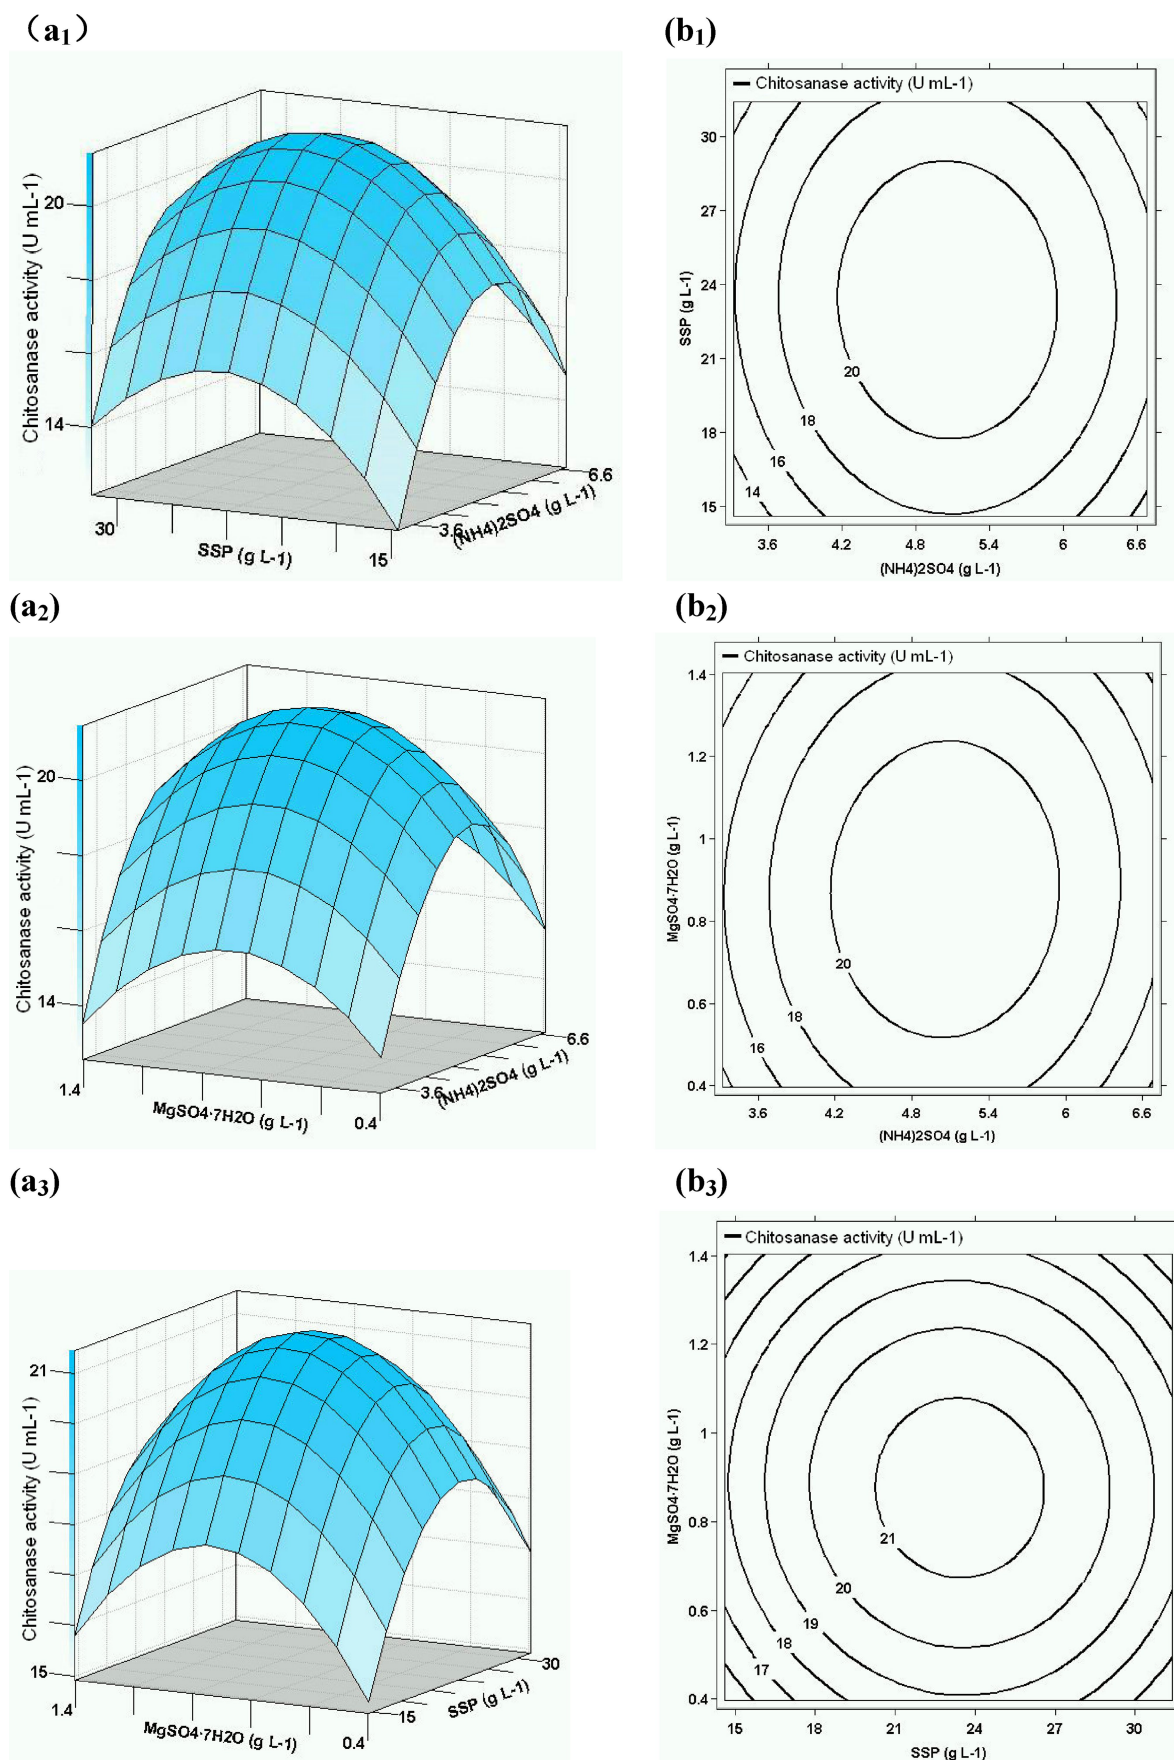 (a1)
Chitosanase activity (U mL-1)
20
14
30
SSP (g L-1)
15
3.6
(NH4)2SO4 (g L-1)
6.6
(b1)
Chitosanase activity (U mL-1)
30
27
24
21
18
15
SSP (g L-1)
20
18
16
14
3.6 4.2 4.8 5.4 6 6.6
(NH4)2SO4 (g L-1)
(a2)
Chitosanase activity (U mL-1)
20
14
1.4
MgSO4·7H2O (g L-1)
0.4
3.6
(NH4)2SO4 (g L-1)
6.6
(b2)
Chitosanase activity (U mL-1)
1.4
1.2
1
0.8
0.6
0.4
MgSO4·7H2O (g L-1)
20
18
16
3.6 4.2 4.8 5.4 6 6.6
(NH4)2SO4 (g L-1)
(a3)
Chitosanase activity (U mL-1)
21
15
1.4
MgSO4·7H2O (g L-1)
0.4
15
SSP (g L-1)
30
(b3)
Chitosanase activity (U mL-1)
1.4
1.2
1
0.8
0.6
0.4
MgSO4·7H2O (g L-1)
21
20
19
18
17
15 18 21 24 27 30
SSP (g L-1)